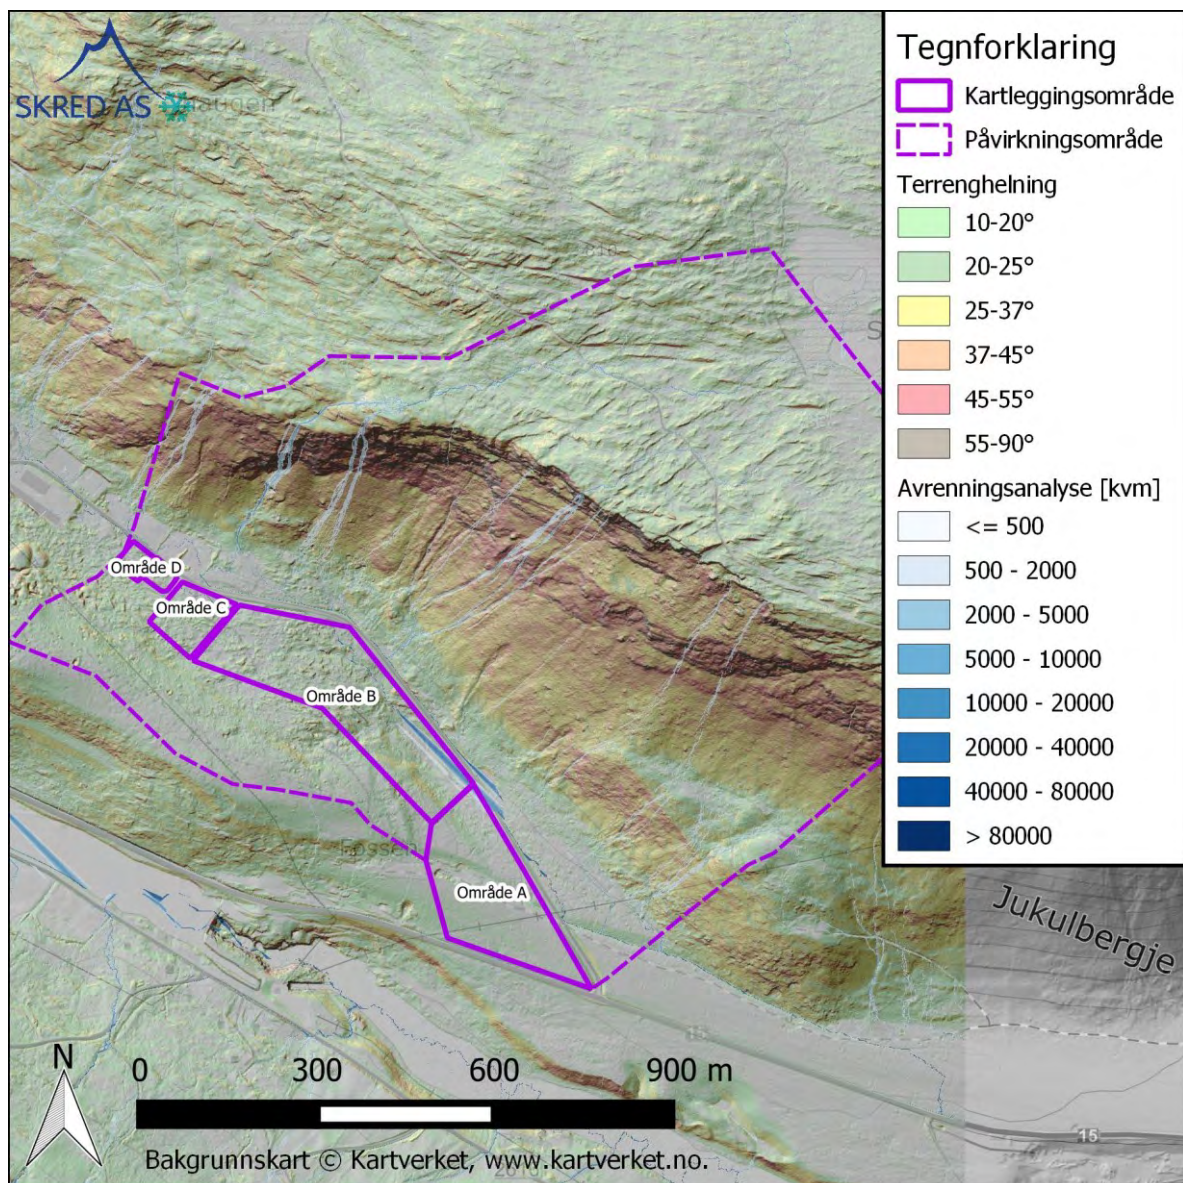 SKRED AS
haugen
Tegnforklaring
Kartleggingsområde
Påvirkningsområde
Terrenghelning
10-20°
20-25°
25-37°
37-45°
45-55°
55-90°
Avrenningsanalyse [kvm]
<= 500
500 - 2000
2000 - 5000
5000 - 10000
10000 - 20000
20000 - 40000
40000 - 80000
> 80000
S
Område D
Område C
Område B
Fossen
Område A
Jukulbergje
15
15
N
0 300 600 900 m
Bakgrunnskart © Kartverket, www.kartverket.no.